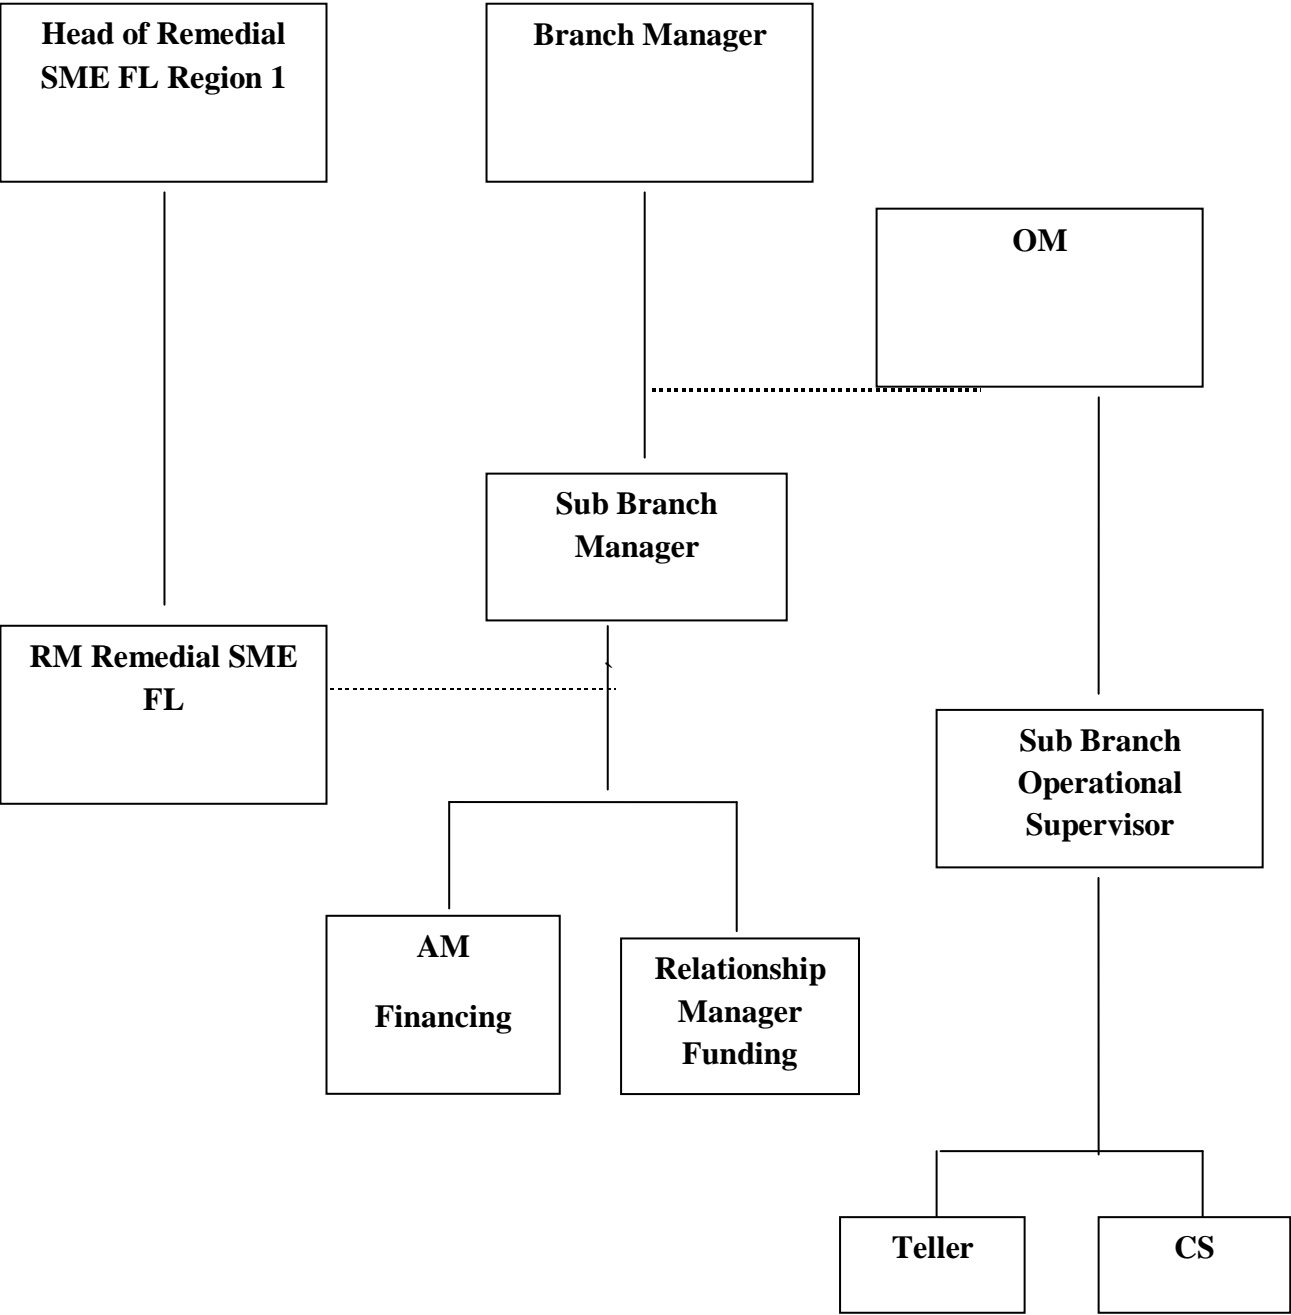 Head of Remedial
SME FL Region 1
Branch Manager
OM
Sub Branch
Manager
RM Remedial SME
FL
Sub Branch
Operational
Supervisor
AM
Financing
Relationship
Manager
Funding
Teller
CS